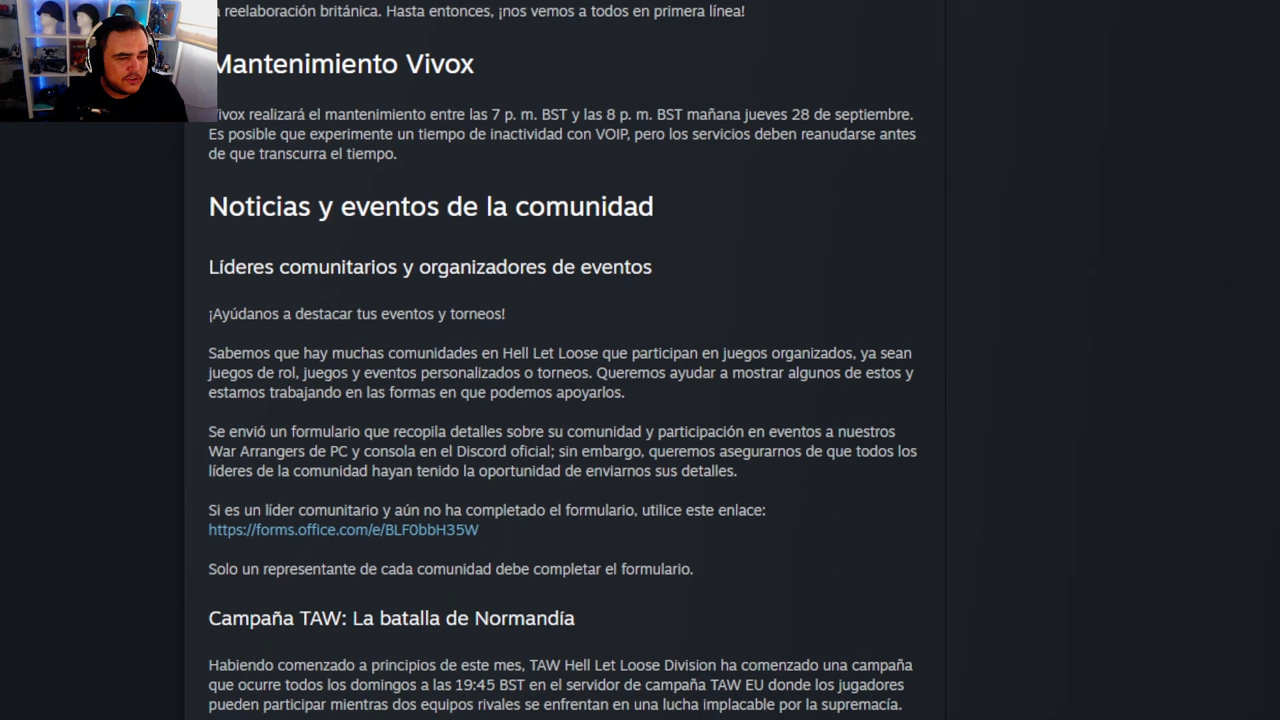 reelaboración británica. Hasta entonces, ¡nos vemos a todos en primera línea!
Mantenimiento Vivox
Vivox realizará el mantenimiento entre las 7 p. m. BST y las 8 p. m. BST mañana jueves 28 de septiembre.
Es posible que experimente un tiempo de inactividad con VOIP, pero los servicios deben reanudarse antes
de que transcurra el tiempo.
Noticias y eventos de la comunidad
Líderes comunitarios y organizadores de eventos
¡Ayúdanos a destacar tus eventos y torneos!
Sabemos que hay muchas comunidades en Hell Let Loose que participan en juegos organizados, ya sean
juegos de rol, juegos y eventos personalizados o torneos. Queremos ayudar a mostrar algunos de estos y
estamos trabajando en las formas en que podemos apoyarlos.
Se envió un formulario que recopila detalles sobre su comunidad y participación en eventos a nuestros
War Arrangers de PC y consola en el Discord oficial; sin embargo, queremos asegurarnos de que todos los
líderes de la comunidad hayan tenido la oportunidad de enviarnos sus detalles.
Si es un líder comunitario y aún no ha completado el formulario, utilice este enlace:
https://forms.office.com/e/BLF0bbH35W
Solo un representante de cada comunidad debe completar el formulario.
Campaña TAW: La batalla de Normandía
Habiendo comenzado a principios de este mes, TAW Hell Let Loose Division ha comenzado una campaña
que ocurre todos los domingos a las 19:45 BST en el servidor de campaña TAW EU donde los jugadores
pueden participar mientras dos equipos rivales se enfrentan en una lucha implacable por la supremacía.